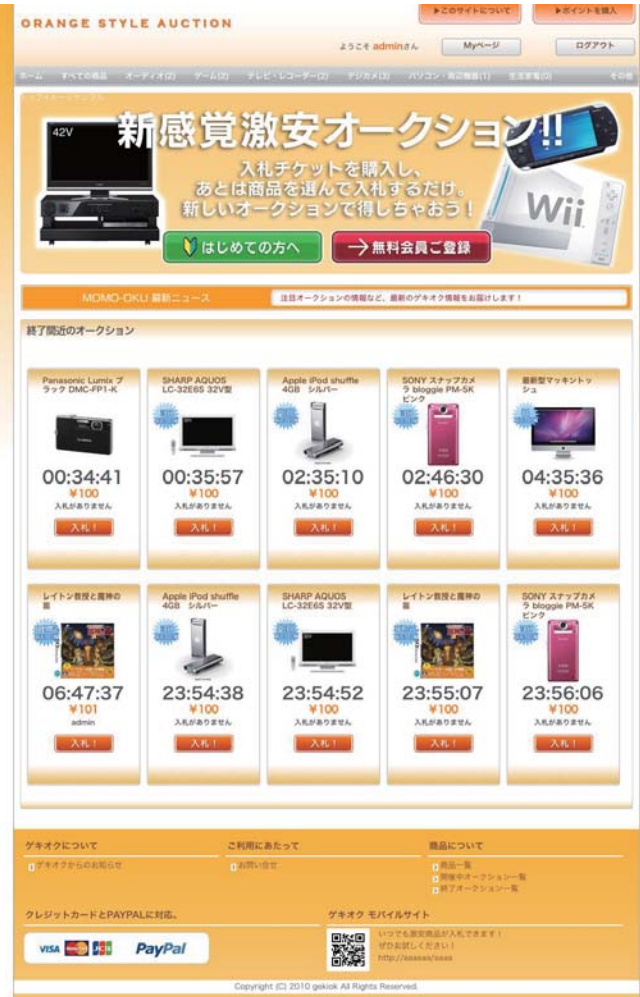 ▶このサイトについて
▶ポイントを購入
ORANGE STYLE AUCTION
ようこそ adminさん
Myページ
ログアウト
ホーム すべての商品 オーディオ(2) ゲーム(2) テレビ・レコーダー(2) デジカメ(3) パソコン・周辺機器(1) 生活家電(0) その他
42V
新感覚激安オークション!!
入札チケットを購入し、
あとは商品を選んで入札するだけ。
新しいオークションで得しちゃおう！
Wii
はじめての方へ
無料会員ご登録
MOMO-OKU 最新ニュース
注目オークションの情報など、最新のゲキオク情報をお届けします！
終了間近のオークション
Panasonic Lumix ブ
ラック DMC-FP1-K
00:34:41
¥100
入札がありません
入札！
SHARP AQUOS
LC-32E6S 32V型
00:35:57
¥100
入札がありません
入札！
Apple iPod shuffle
4GB シルバー
02:35:10
¥100
入札がありません
入札！
SONY スナップカメ
ラ bloggie PM-5K
ピンク
02:46:30
¥100
入札がありません
入札！
最新型マッキントッ
シュ
04:35:36
¥100
入札がありません
入札！
レイトン教授と魔神の
笛
06:47:37
¥101
admin
入札！
Apple iPod shuffle
4GB シルバー
23:54:38
¥100
入札がありません
入札！
SHARP AQUOS
LC-32E6S 32V型
23:54:52
¥100
入札がありません
入札！
レイトン教授と魔神の
笛
23:55:07
¥100
入札がありません
入札！
SONY スナップカメ
ラ bloggie PM-5K
ピンク
23:56:06
¥100
入札がありません
入札！
ゲキオクについて
ゲキオクからのお知らせ
ご利用にあたって
お問い合せ
商品について
商品一覧
開催中オークション一覧
終了オークション一覧
クレジットカードとPAYPALに対応。
VISA
JCB
PayPal
ゲキオク モバイルサイト
いつでも激安商品が入札できます！
ぜひお試しください！
http://aaaaaa/aaaa
Copyright (C) 2010 gekiok All Rights Reserved.